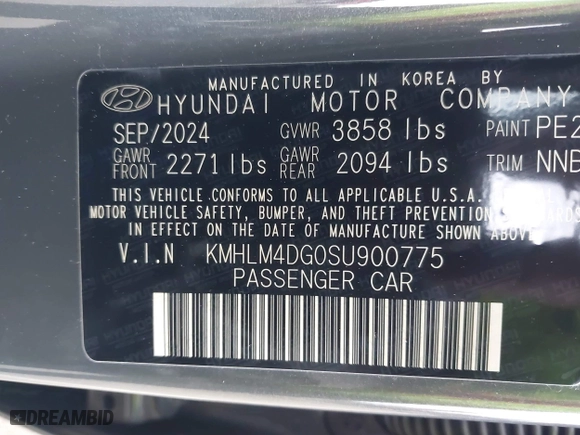 MANUFACTURED IN KOREA BY
HYUNDAI MOTOR COMPANY
SEP/2024 GVWR 3858 lbs PAINT PE2
GAWR FRONT 2271 lbs GAWR REAR 2094 lbs TRIM NNB
THIS VEHICLE CONFORMS TO ALL APPLICABLE U.S.A.
MOTOR VEHICLE SAFETY, BUMPER, AND THEFT PREVENTION STANDARDS
IN EFFECT ON THE DATE OF MANUFACTURE SHOWN ABOVE.
V.I.N KMHLM4DG0SU900775
PASSENGER CAR
DREAMBID